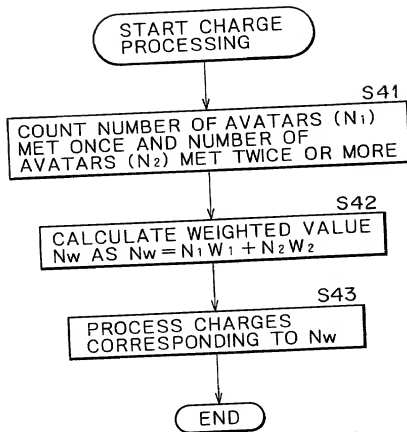 START CHARGE
PROCESSING
S41
COUNT NUMBER OF AVATARS (N₁)
MET ONCE AND NUMBER OF
AVATARS (N₂) MET TWICE OR MORE
S42
CALCULATE WEIGHTED VALUE
Nw AS Nw=N₁W₁+N₂W₂
S43
PROCESS CHARGES
CORRESPONDING TO Nw
END